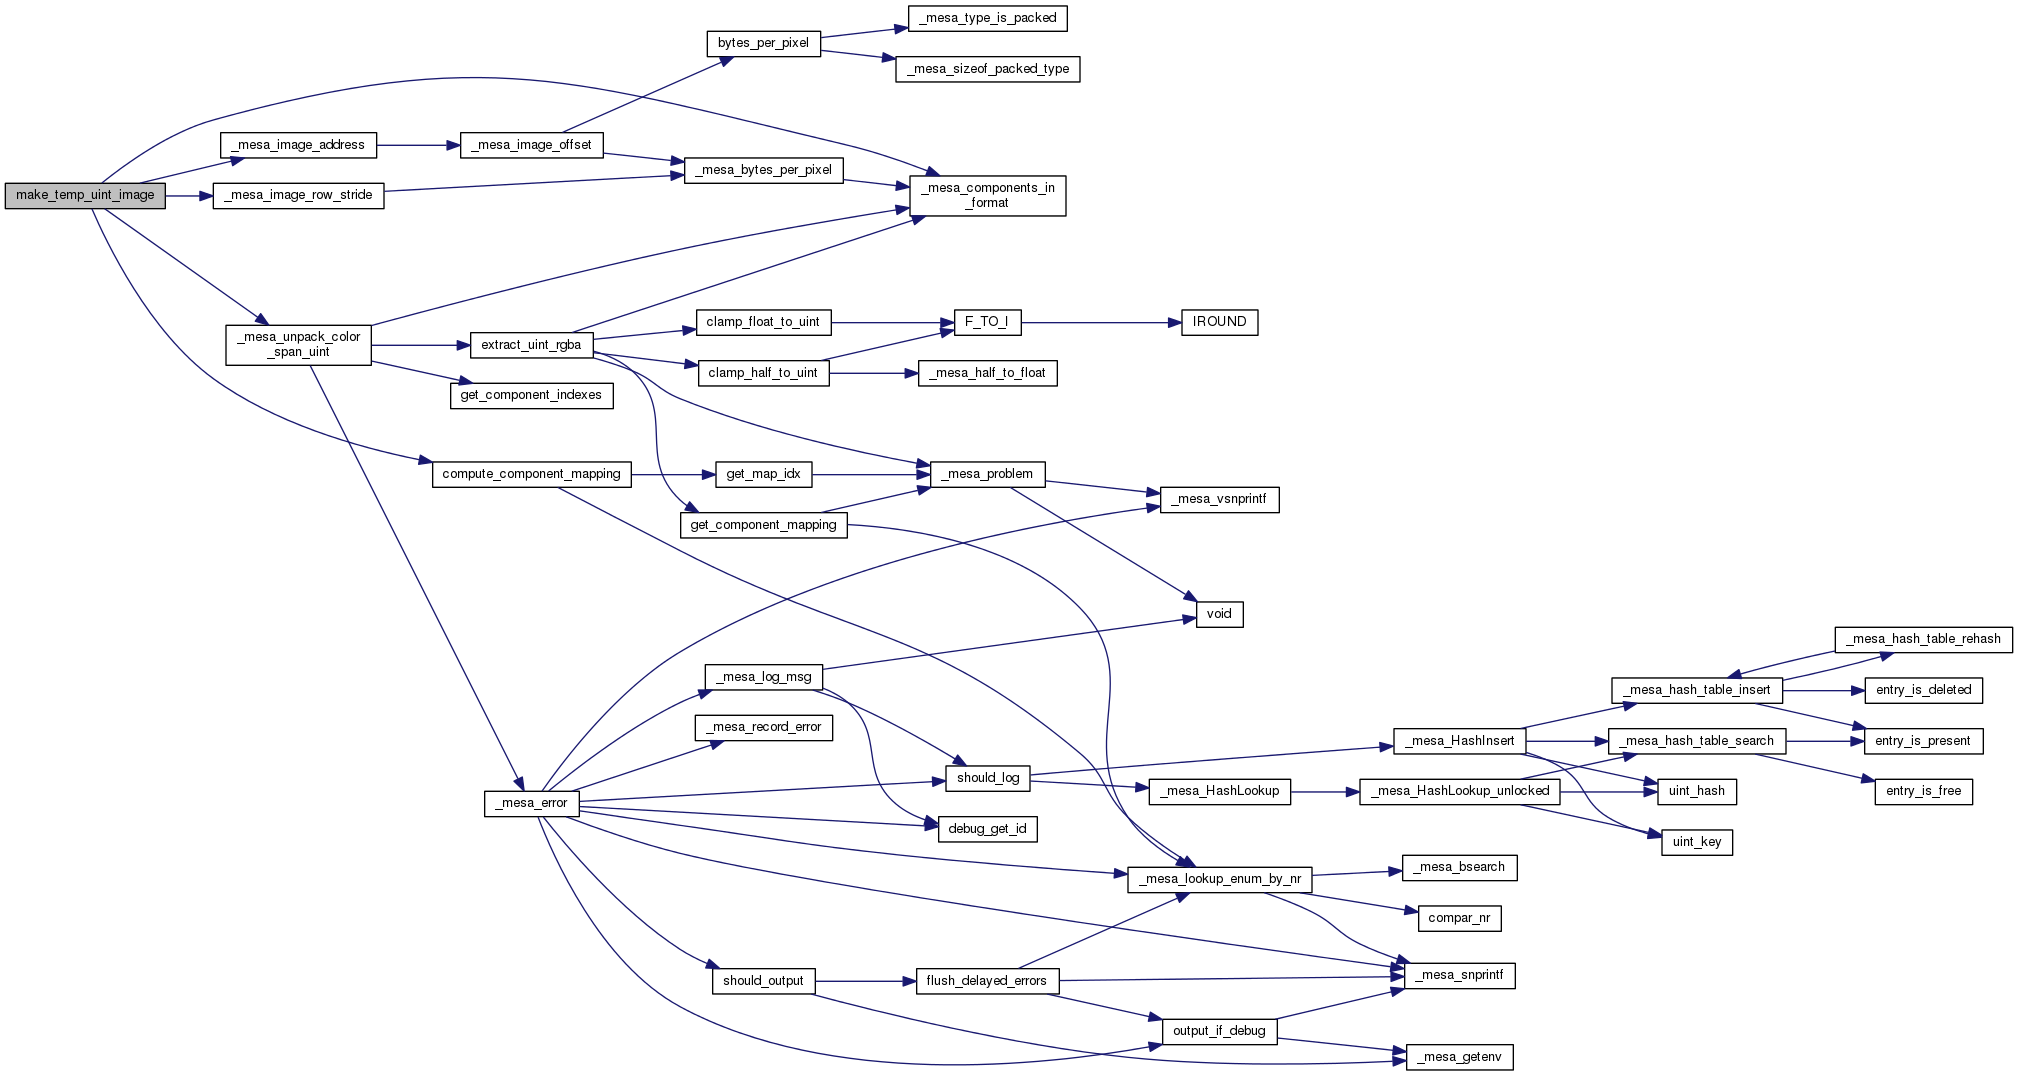 _mesa_type_is_packed
bytes_per_pixel
_mesa_sizeof_packed_type
_mesa_image_address
_mesa_image_offset
_mesa_bytes_per_pixel
make_temp_uint_image
_mesa_image_row_stride
_mesa_components_in
_format
_mesa_unpack_color
_span_uint
extract_uint_rgba
clamp_float_to_uint
F_TO_I
IROUND
clamp_half_to_uint
_mesa_half_to_float
get_component_indexes
compute_component_mapping
get_map_idx
_mesa_problem
_mesa_vsnprintf
get_component_mapping
void
_mesa_hash_table_rehash
_mesa_log_msg
_mesa_hash_table_insert
entry_is_deleted
_mesa_record_error
_mesa_HashInsert
_mesa_hash_table_search
entry_is_present
should_log
_mesa_HashLookup
_mesa_HashLookup_unlocked
uint_hash
entry_is_free
_mesa_error
debug_get_id
uint_key
_mesa_lookup_enum_by_nr
_mesa_bsearch
compar_nr
should_output
flush_delayed_errors
_mesa_snprintf
output_if_debug
_mesa_getenv